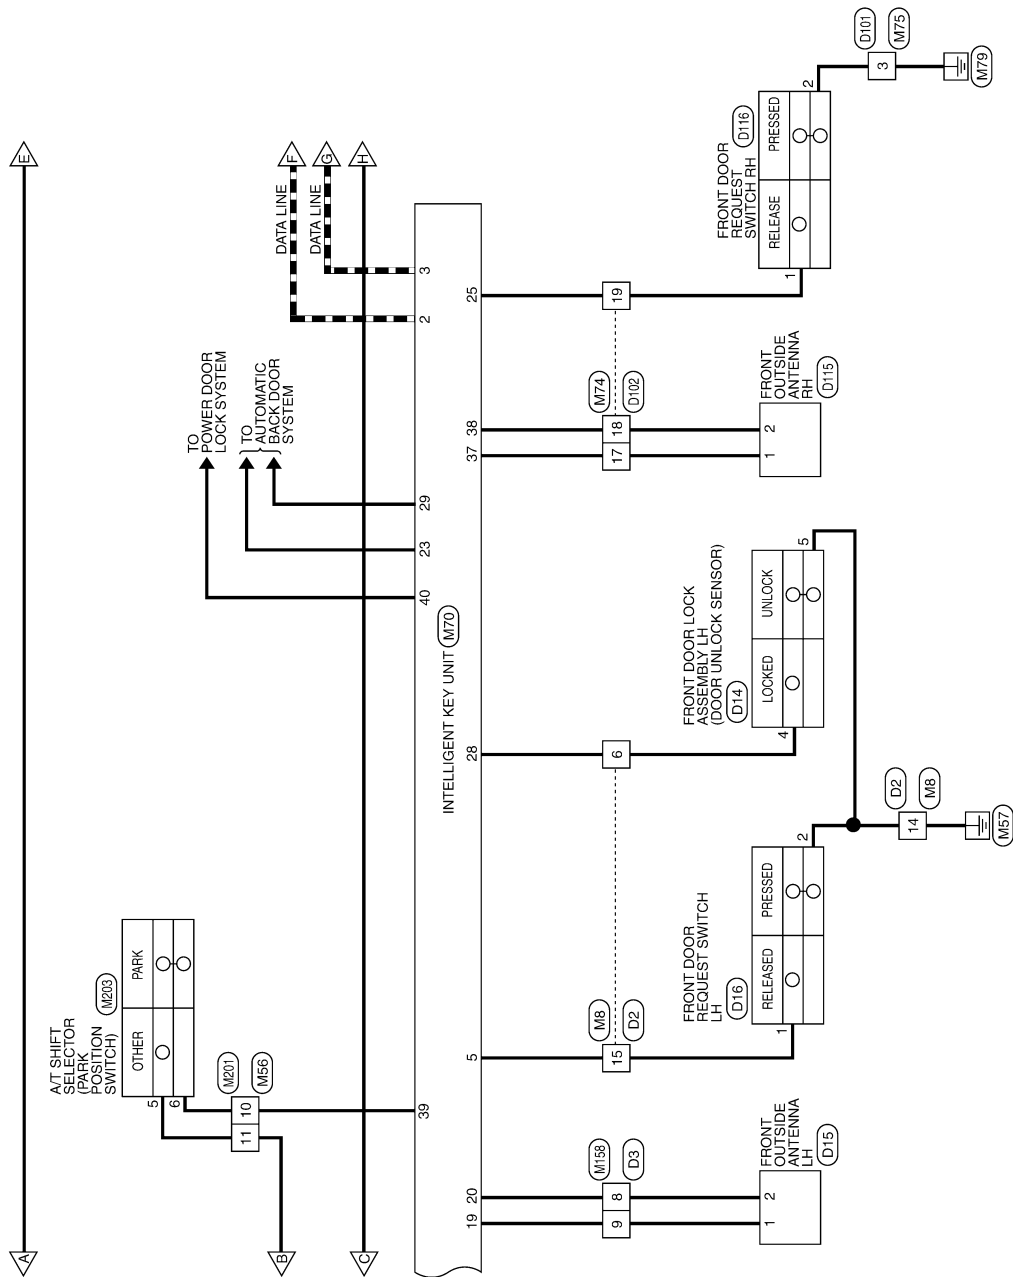 A
B
C
A/T SHIFT
SELECTOR
(PARK
POSITION
SWITCH)
M203
OTHER
PARK
5
6
11
10
M201
M56
39
TO
POWER DOOR
LOCK SYSTEM
TO
AUTOMATIC
BACK DOOR
SYSTEM
40
23
29
DATA LINE
DATA LINE
2
3
E
F
G
H
INTELLIGENT KEY UNIT
M70
19
20
5
28
37
38
25
9
8
M158
D3
15
M8
D2
6
17
18
M74
D102
19
FRONT
OUTSIDE
ANTENNA
LH
D15
1
2
FRONT DOOR
REQUEST SWITCH
LH
D16
RELEASED
PRESSED
1
2
FRONT DOOR LOCK
ASSEMBLY LH
(DOOR UNLOCK SENSOR)
D14
LOCKED
UNLOCK
4
5
14
D2
M8
M57
FRONT
OUTSIDE
ANTENNA
RH
D115
1
2
FRONT DOOR
REQUEST
SWITCH RH
D116
RELEASE
PRESSED
1
2
3
D101
M75
M79